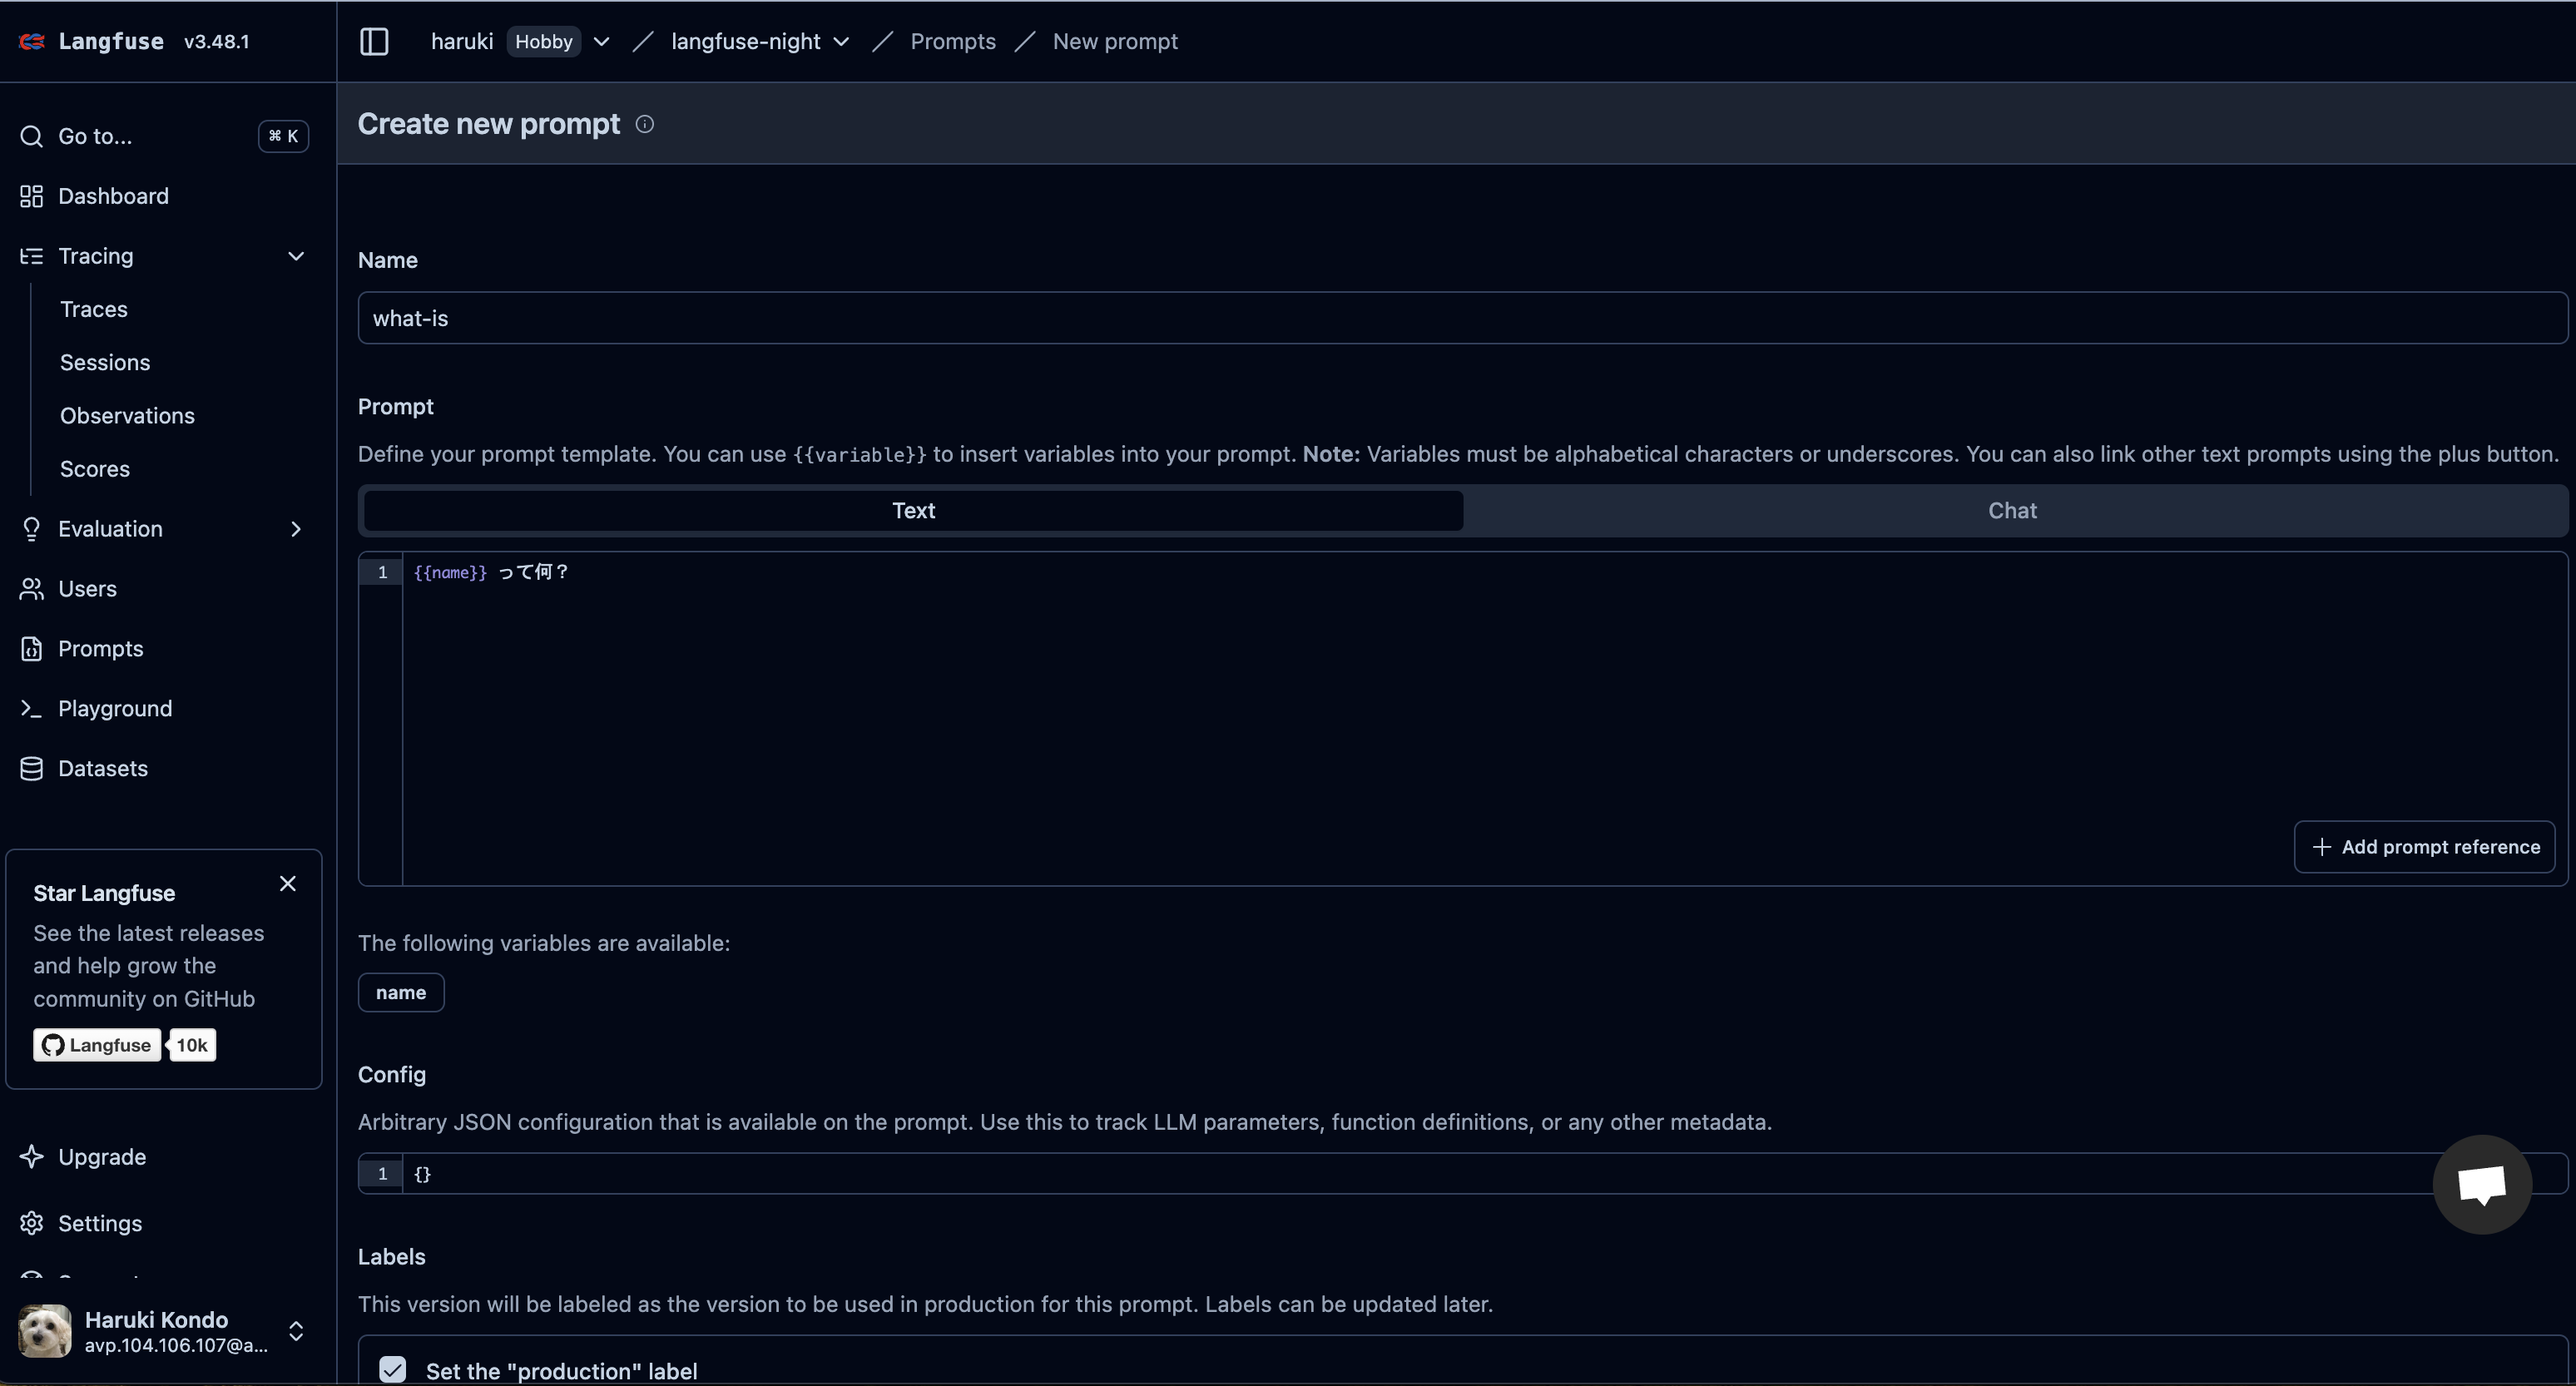 Langfuse v3.48.1
haruki Hobby / langfuse-night / Prompts / New prompt
Go to... ⌘ K
Dashboard
Tracing
Traces
Sessions
Observations
Scores
Evaluation
Users
Prompts
Playground
Datasets
Star Langfuse
See the latest releases
and help grow the
community on GitHub
Langfuse 10k
Upgrade
Settings
Haruki Kondo
avp.104.106.107@a...
Create new prompt
Name
what-is
Prompt
Define your prompt template. You can use {{variable}} to insert variables into your prompt. Note: Variables must be alphabetical characters or underscores. You can also link other text prompts using the plus button.
Text Chat
1 {{name}} って何？
+ Add prompt reference
The following variables are available:
name
Config
Arbitrary JSON configuration that is available on the prompt. Use this to track LLM parameters, function definitions, or any other metadata.
1 {}
Labels
This version will be labeled as the version to be used in production for this prompt. Labels can be updated later.
Set the "production" label